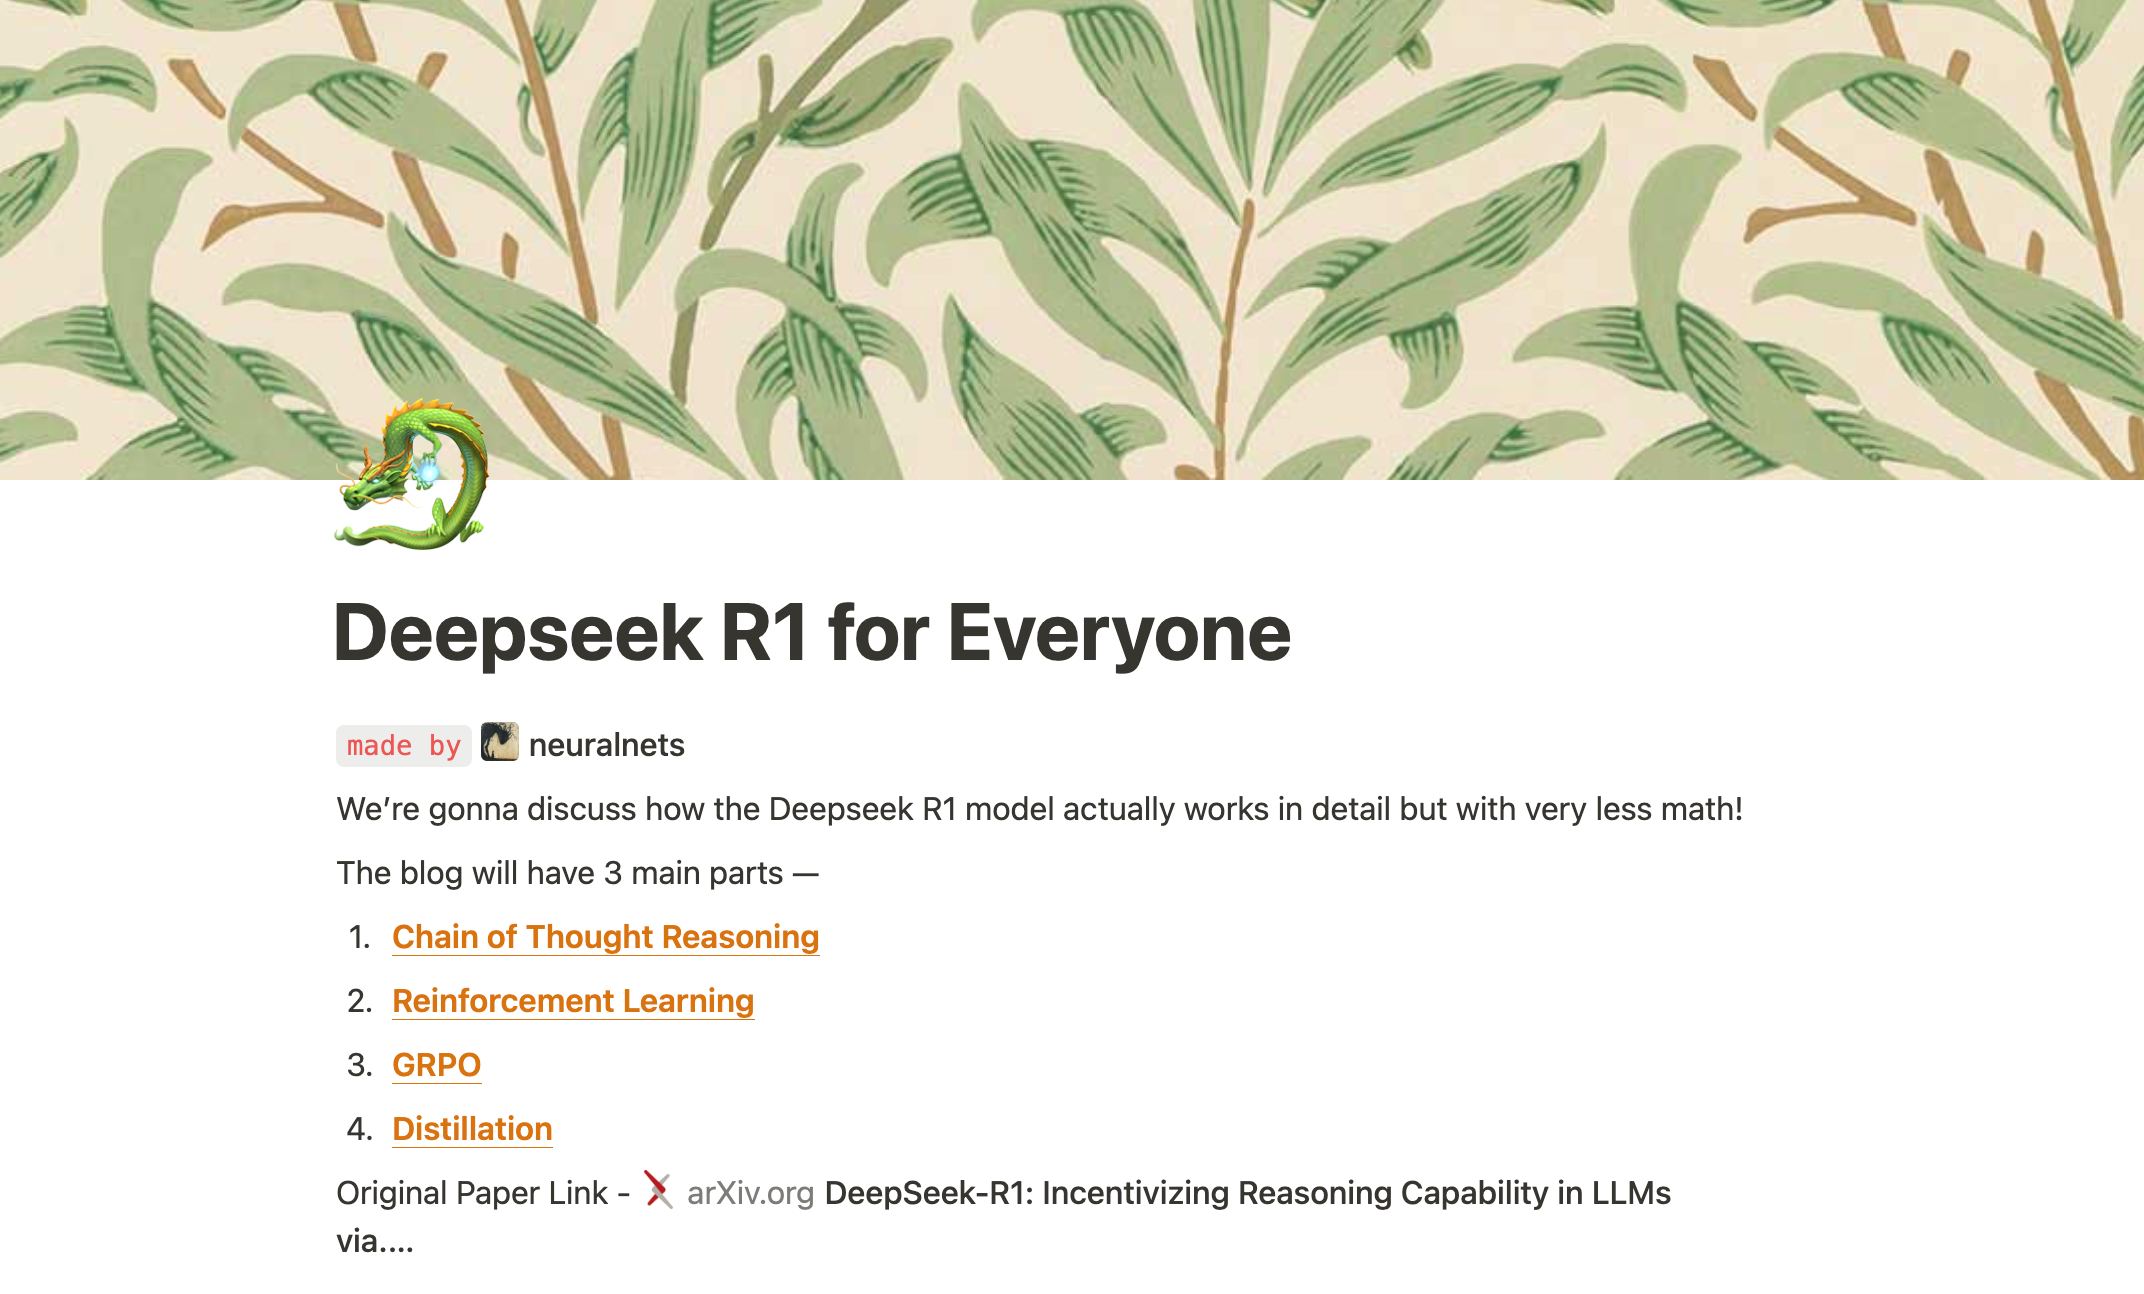 Deepseek R1 for Everyone
made by neuralnets
We’re gonna discuss how the Deepseek R1 model actually works in detail but with very less math!
The blog will have 3 main parts —
1. Chain of Thought Reasoning
2. Reinforcement Learning
3. GRPO
4. Distillation
Original Paper Link - arXiv.org DeepSeek-R1: Incentivizing Reasoning Capability in LLMs
via....